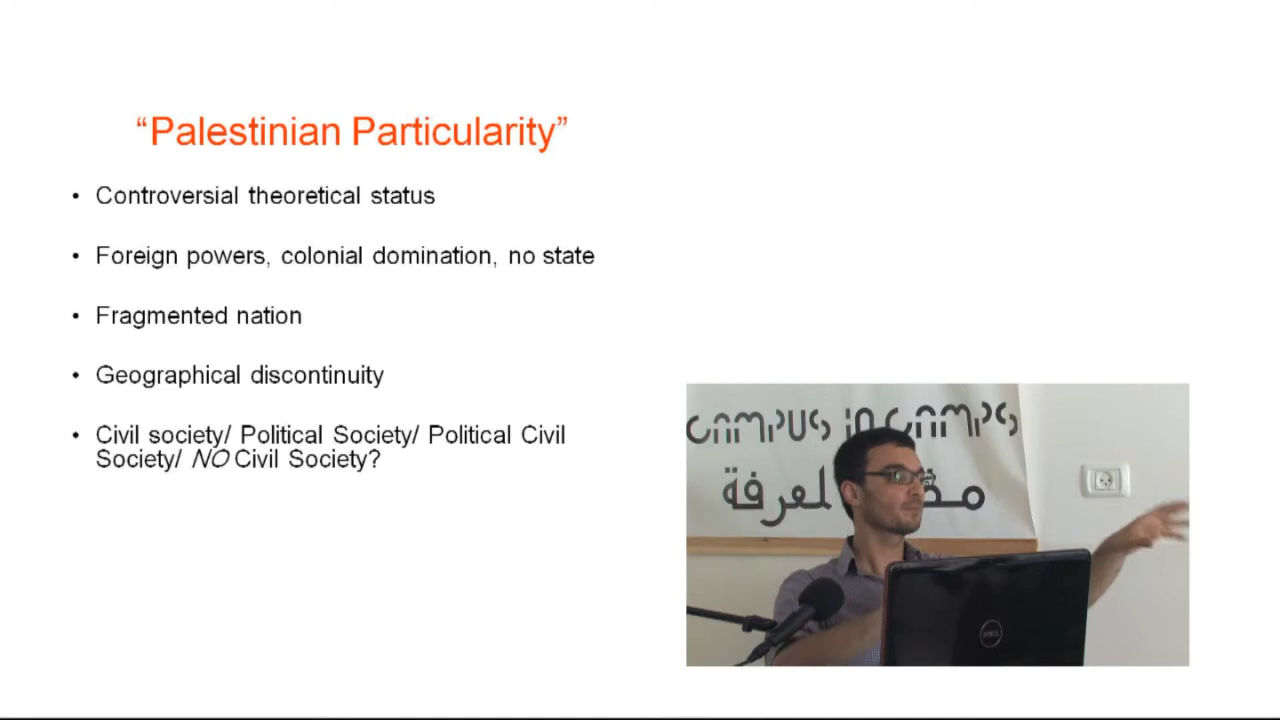 “Palestinian Particularity”
• Controversial theoretical status
• Foreign powers, colonial domination, no state
• Fragmented nation
• Geographical discontinuity
• Civil society/ Political Society/ Political Civil
Society/ NO Civil Society?
CAMPUS in CAMPS
DELL